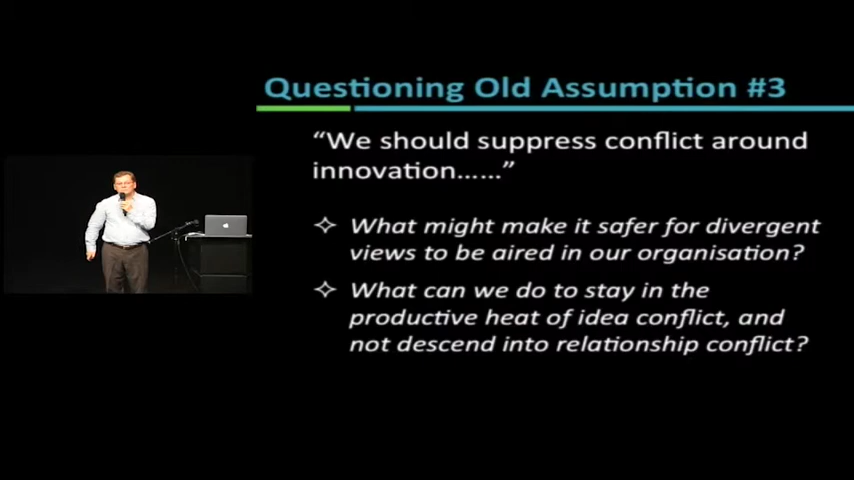 Questioning Old Assumption #3
“We should suppress conflict around
innovation……”
What might make it safer for divergent
views to be aired in our organisation?
What can we do to stay in the
productive heat of idea conflict, and
not descend into relationship conflict?